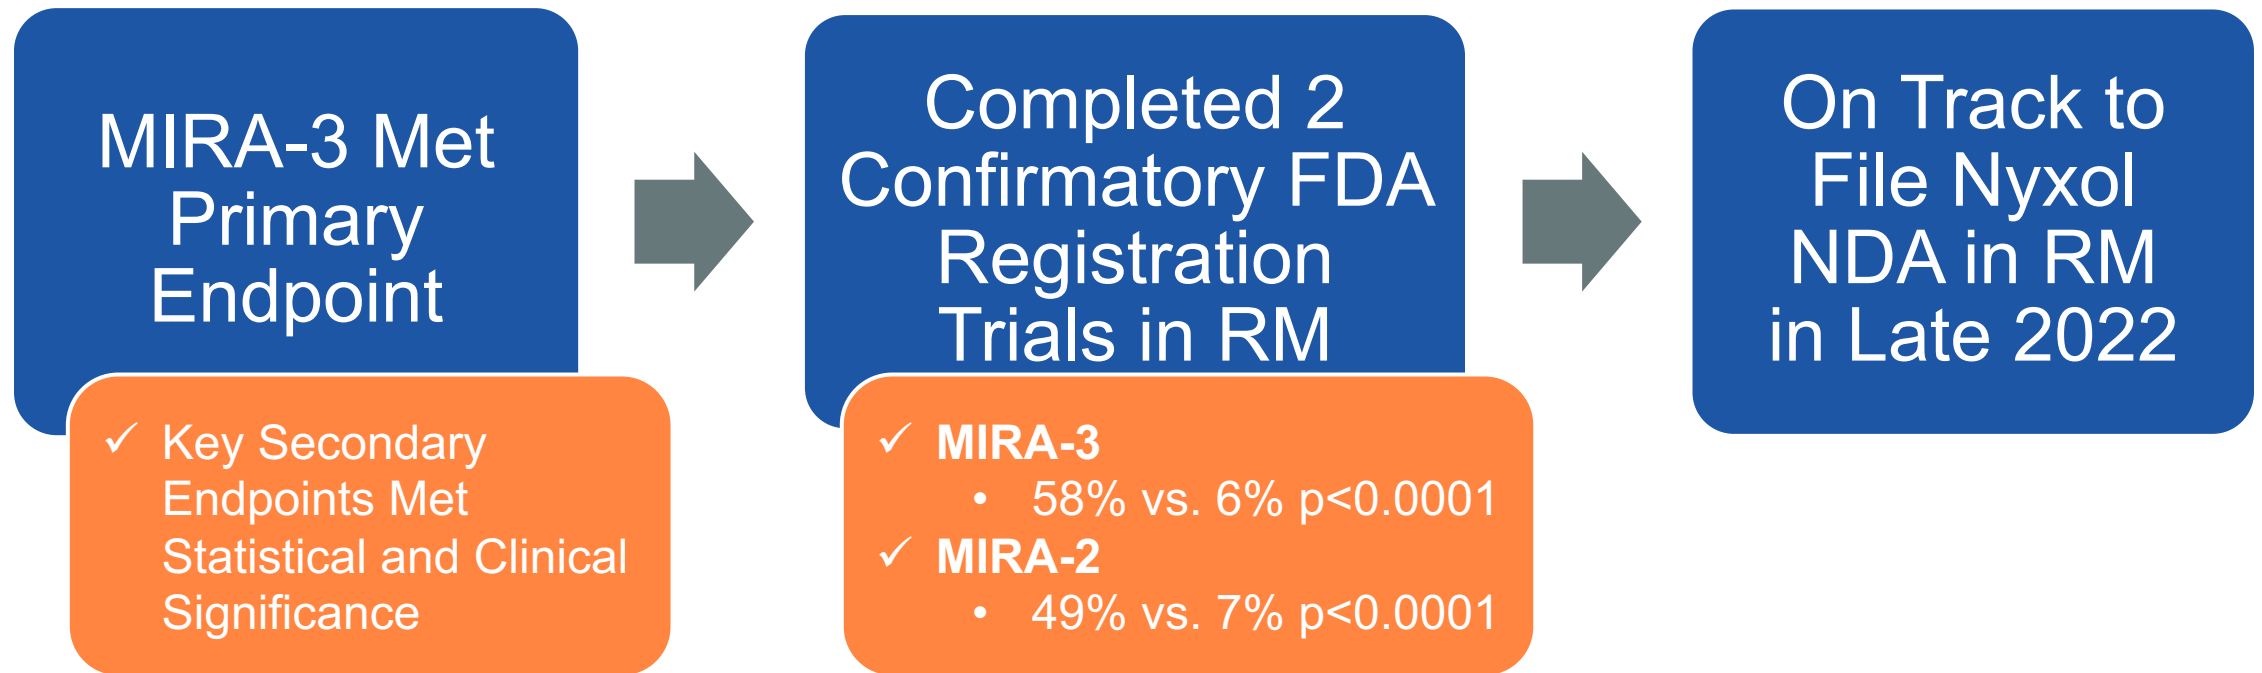 MIRA-3 Met
Primary
Endpoint
✓ Key Secondary
Endpoints Met
Statistical and Clinical
Significance
Completed 2
Confirmatory FDA
Registration
Trials in RM
✓ MIRA-3
• 58% vs. 6% p<0.0001
✓ MIRA-2
• 49% vs. 7% p<0.0001
On Track to
File Nyxol
NDA in RM
in Late 2022